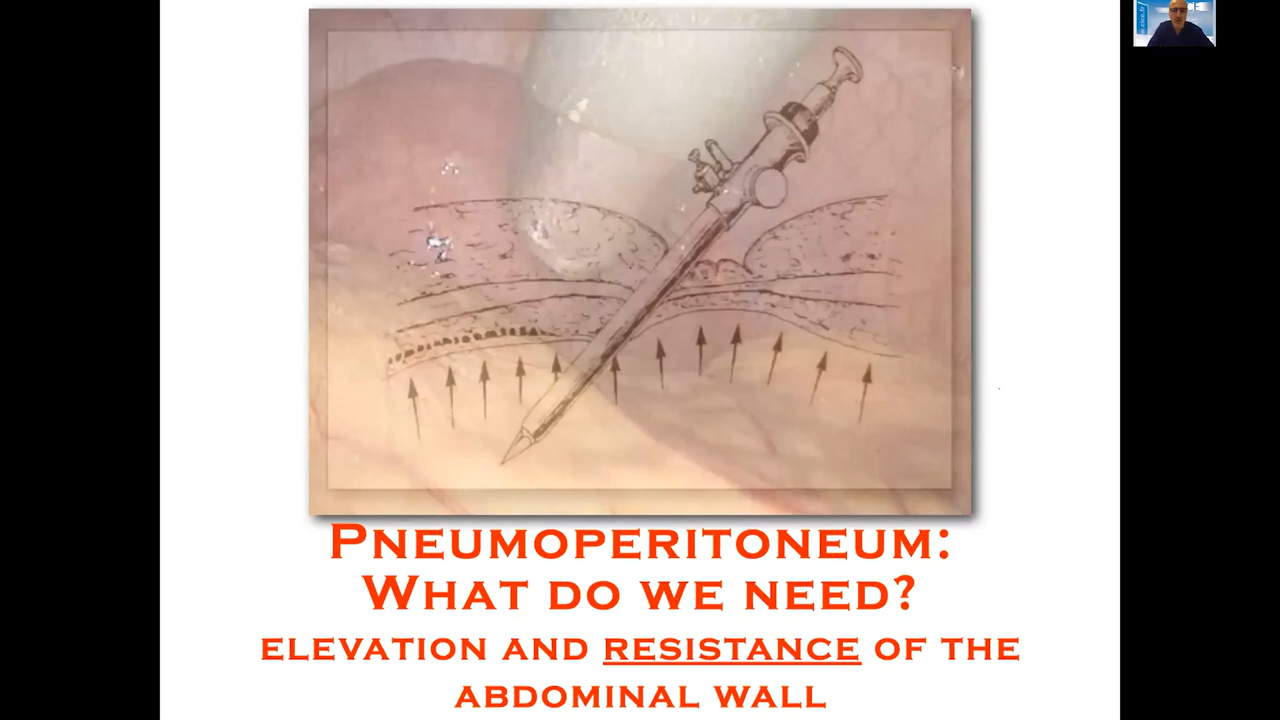 PNEUMOPERITONEUM:
WHAT DO WE NEED?
ELEVATION AND RESISTANCE OF THE
ABDOMINAL WALL